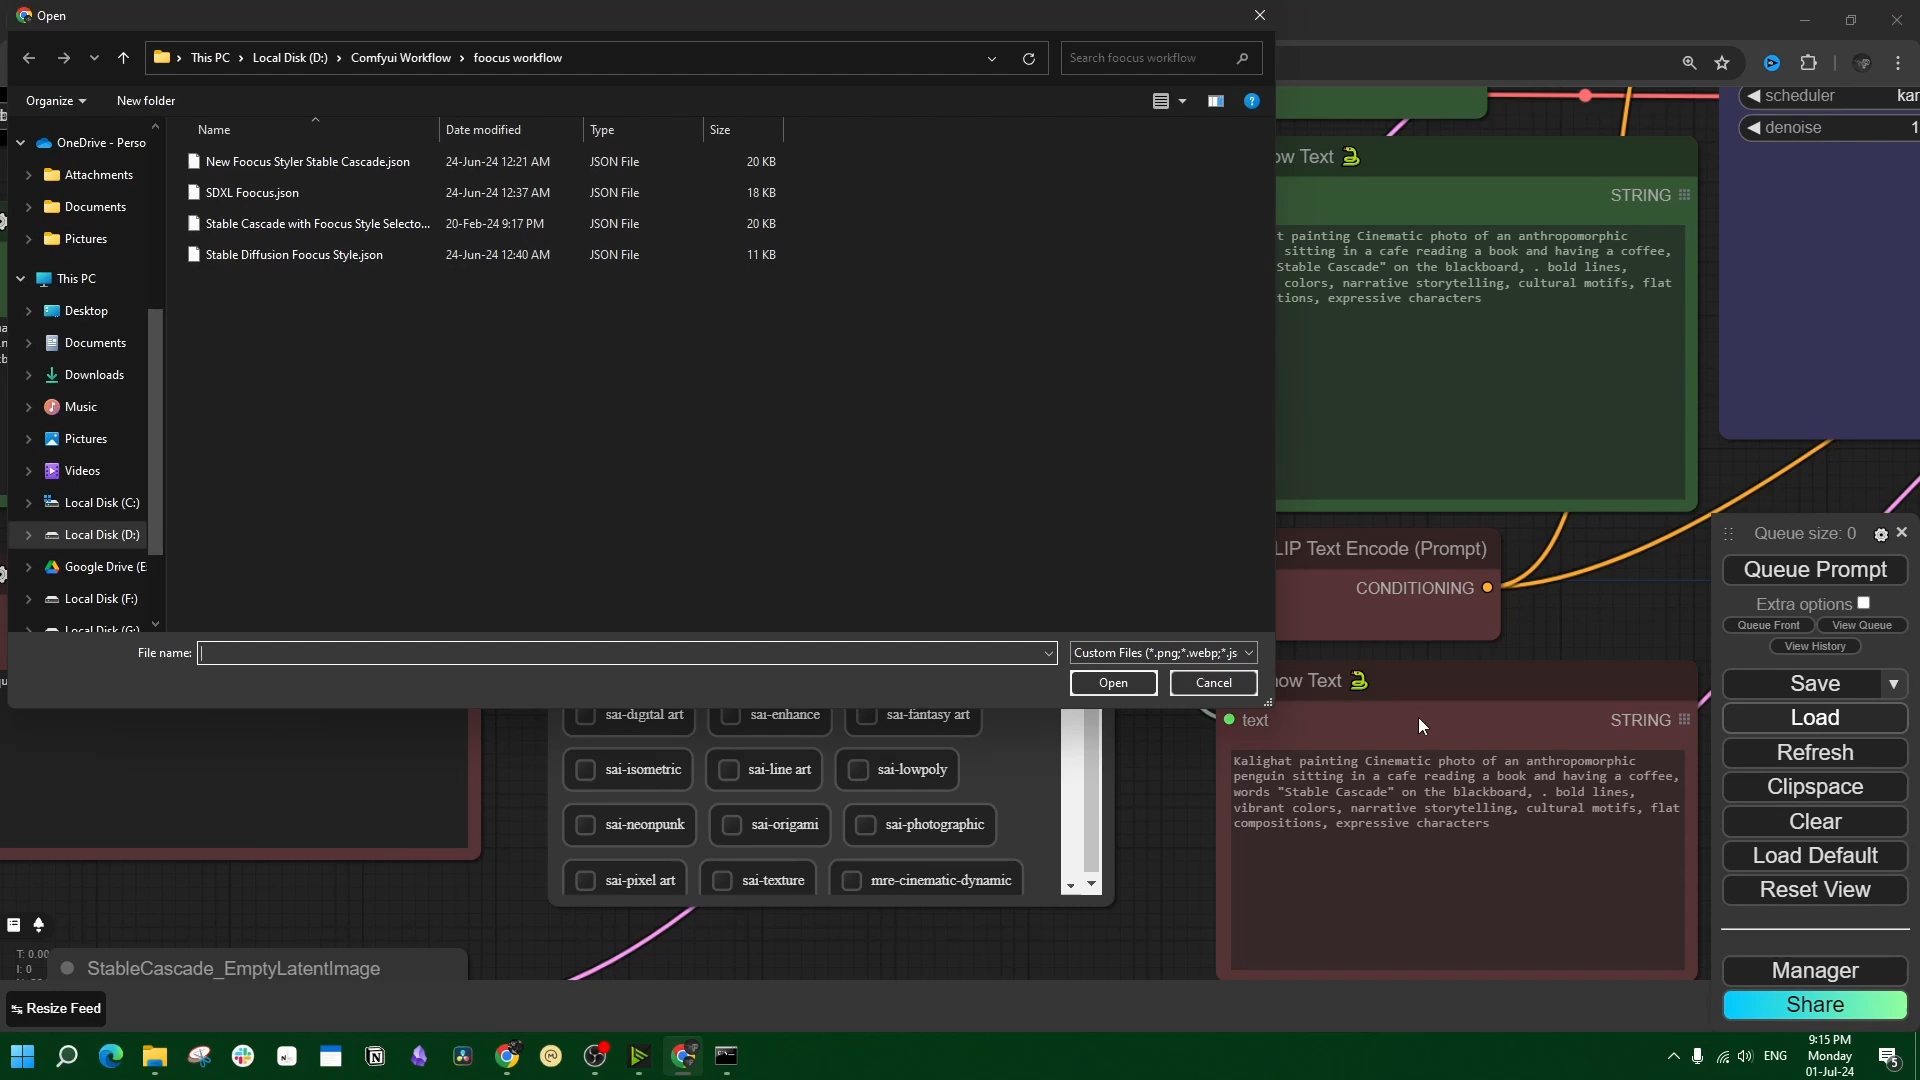 Open
This PC
Local Disk (D:)
Comfyui Workflow
foocus workflow
Search foocus workflow
Organize
New folder
Name
Date modified
Type
Size
New Foocus Styler Stable Cascade.json
24-Jun-24 12:21 AM
JSON File
20 KB
SDXL Foocus.json
24-Jun-24 12:37 AM
JSON File
18 KB
Stable Cascade with Foocus Style Selecto...
20-Feb-24 9:17 PM
JSON File
20 KB
Stable Diffusion Foocus Style.json
24-Jun-24 12:40 AM
JSON File
11 KB
OneDrive - Perso
Attachments
Documents
Pictures
This PC
Desktop
Documents
Downloads
Music
Pictures
Videos
Local Disk (C:)
Local Disk (D:)
Google Drive (E
Local Disk (F:)
Local Disk (G:)
File name:
Custom Files (*.png;*.webp;*.js
Open
Cancel
scheduler
kar
denoise
1
ow Text
STRING
t painting Cinematic photo of an anthropomorphic
sitting in a cafe reading a book and having a coffee,
Stable Cascade" on the blackboard, . bold lines,
colors, narrative storytelling, cultural motifs, flat
tions, expressive characters
LIP Text Encode (Prompt)
CONDITIONING
how Text
text
STRING
Kalighat painting Cinematic photo of an anthropomorphic
penguin sitting in a cafe reading a book and having a coffee,
words "Stable Cascade" on the blackboard, . bold lines,
vibrant colors, narrative storytelling, cultural motifs, flat
compositions, expressive characters
sai-digital art
sai-enhance
sai-fantasy art
sai-isometric
sai-line art
sai-lowpoly
sai-neonpunk
sai-origami
sai-photographic
sai-pixel art
sai-texture
mre-cinematic-dynamic
Queue size: 0
Queue Prompt
Extra options
Queue Front
View Queue
View History
Save
Load
Refresh
Clipspace
Clear
Load Default
Reset View
Manager
Share
T: 0.00
I: 0
StableCascade_EmptyLatentImage
Resize Feed
ENG
9:15 PM
Monday
01-Jul-24
5